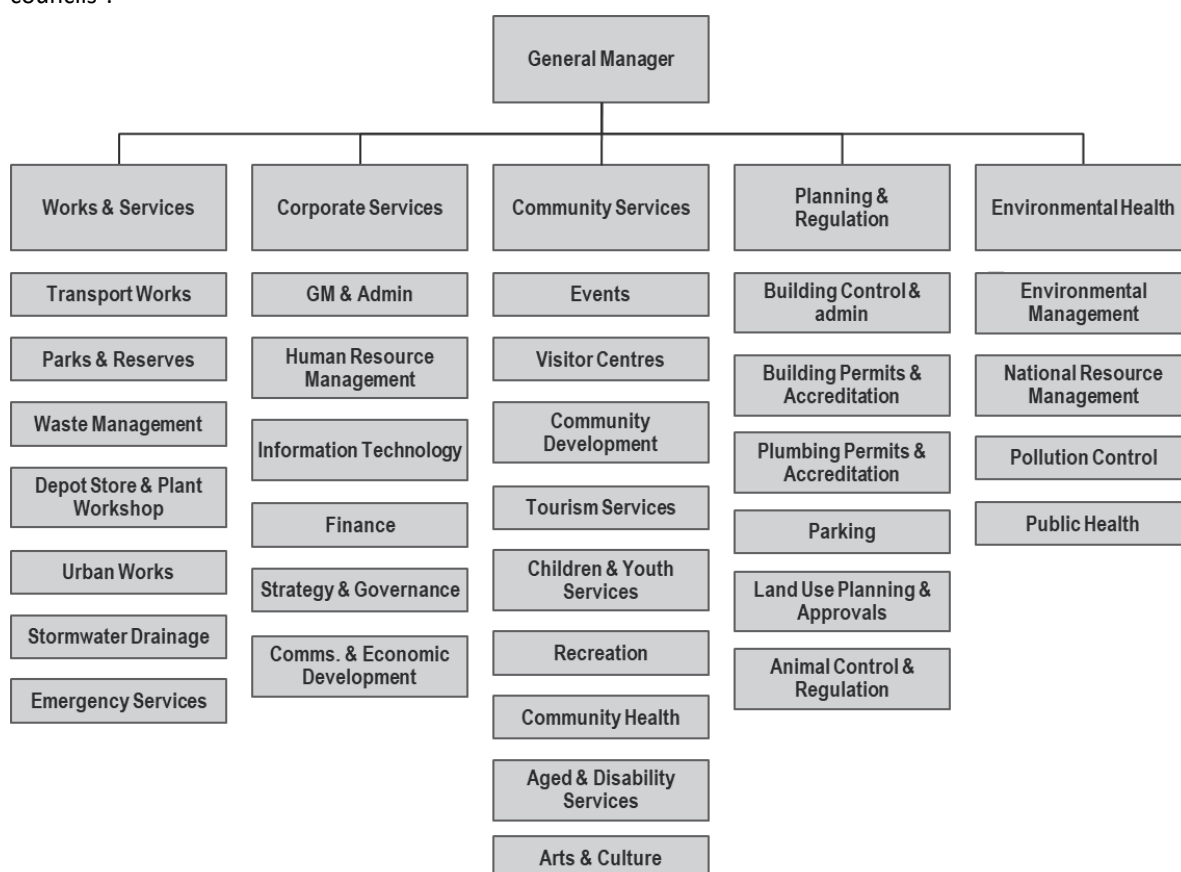 councils .
General Manager
Works & Services
Corporate Services
Community Services
Planning &
Regulation
Environmental Health
Transport Works
Parks & Reserves
Waste Management
Depot Store & Plant
Workshop
Urban Works
Stormwater Drainage
Emergency Services
GM & Admin
Human Resource
Management
Information Technology
Finance
Strategy & Governance
Comms. & Economic
Development
Events
Visitor Centres
Community
Development
Tourism Services
Children & Youth
Services
Recreation
Community Health
Aged & Disability
Services
Arts & Culture
Building Control &
admin
Building Permits &
Accreditation
Plumbing Permits &
Accreditation
Parking
Land Use Planning &
Approvals
Animal Control &
Regulation
Environmental
Management
National Resource
Management
Pollution Control
Public Health